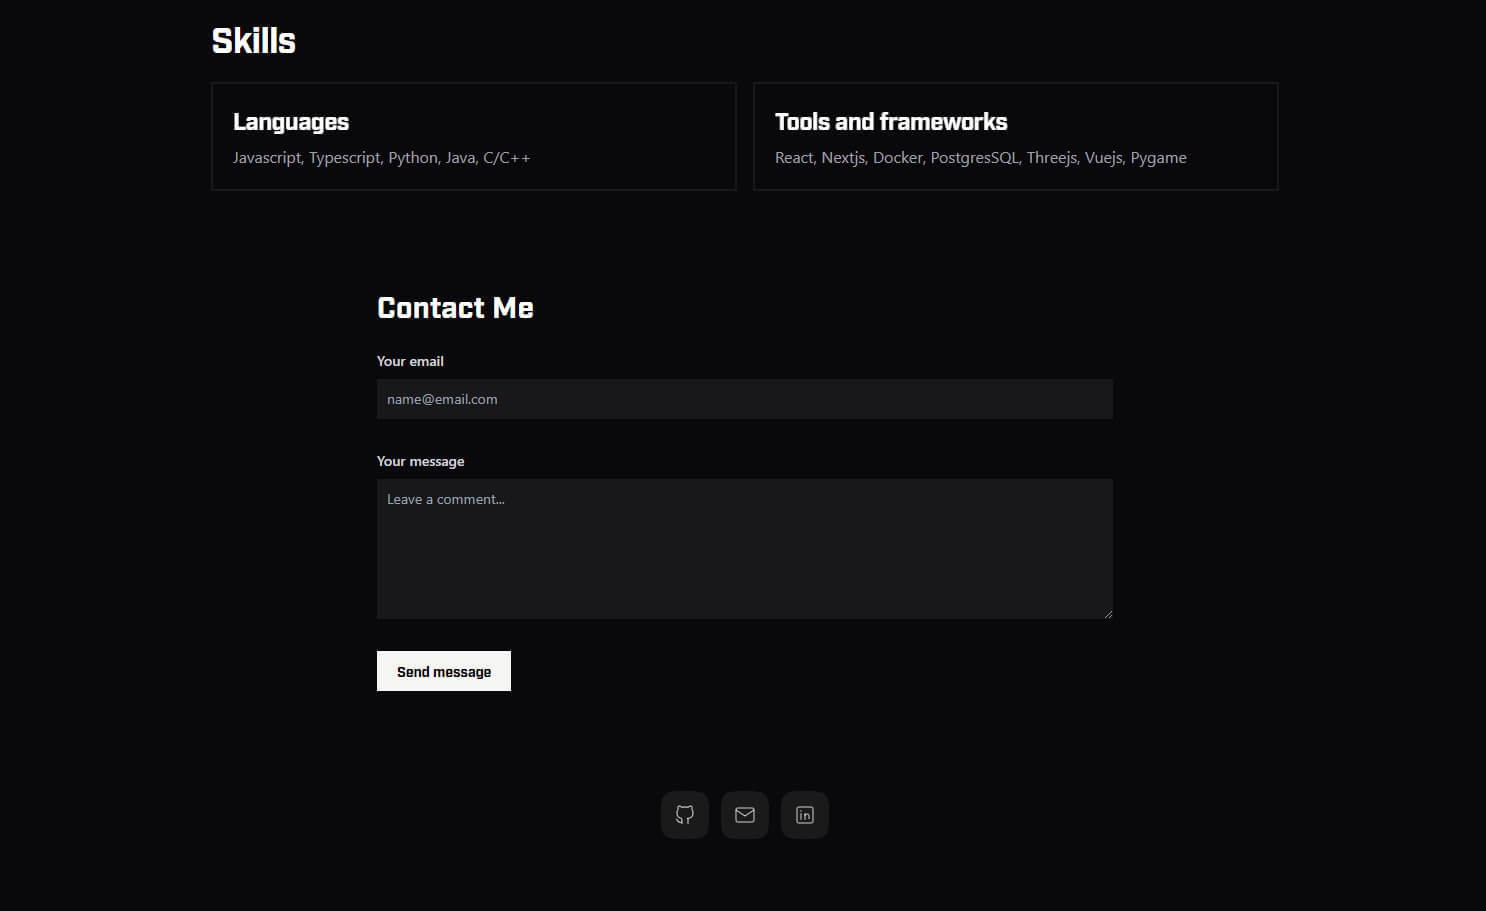 Skills
Languages
Javascript, Typescript, Python, Java, C/C++
Tools and frameworks
React, Nextjs, Docker, PostgresSQL, Threejs, Vuejs, Pygame
Contact Me
Your email
name@email.com
Your message
Leave a comment...
Send message